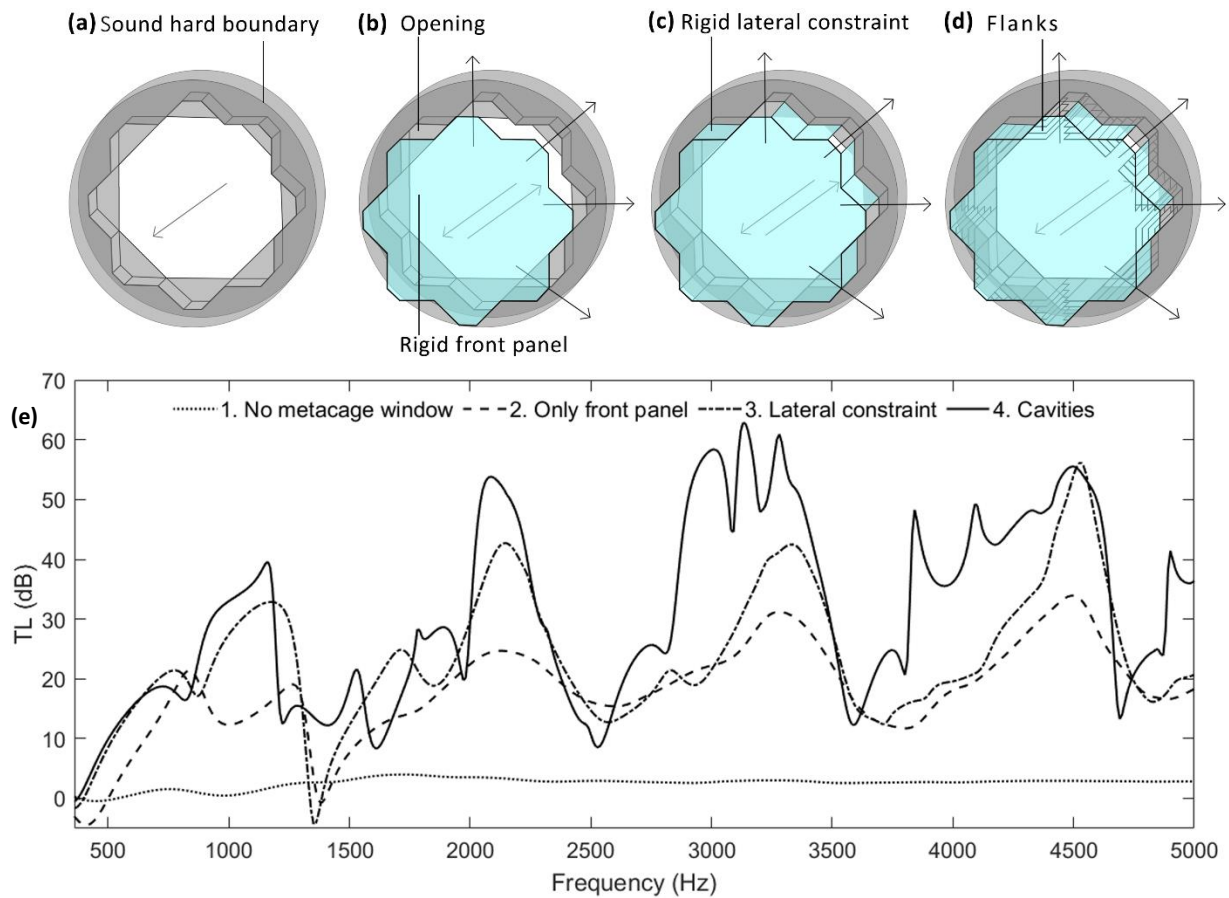 (a) Sound hard boundary
(b) Opening
(c) Rigid lateral constraint
(d) Flanks
Rigid front panel
(e)
1. No metacage window
2. Only front panel
3. Lateral constraint
4. Cavities
70
60
50
40
30
20
10
0
TL (dB)
500 1000 1500 2000 2500 3000 3500 4000 4500 5000
Frequency (Hz)